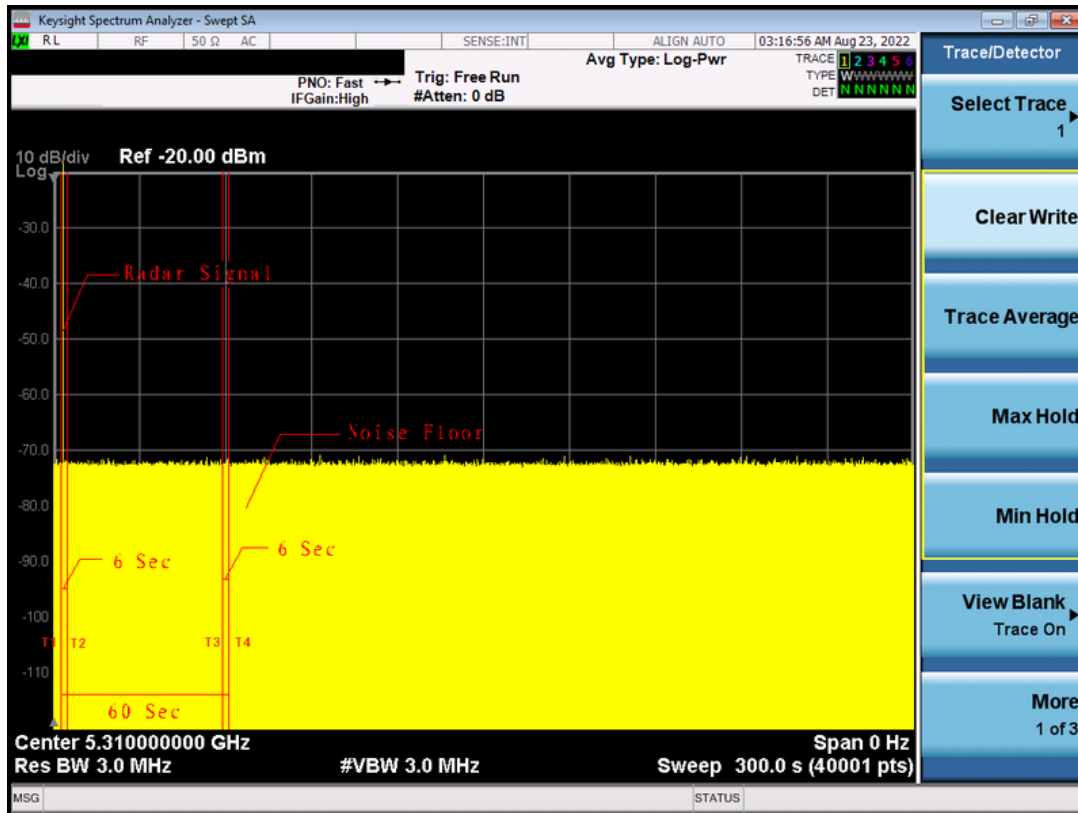 Keysight Spectrum Analyzer - Swept SA
LXI RL RF 50 Ω AC SENSE:INT ALIGN AUTO 03:16:56 AM Aug 23, 2022
PNO: Fast
IFGain:High
Trig: Free Run
#Atten: 0 dB
Avg Type: Log-Pwr
TRACE 1 2 3 4 5 6
TYPE WWWWWW
DET N N N N N N
10 dB/div Ref -20.00 dBm
Log
-30.0
Radar Signal
-40.0
-50.0
-60.0
Noise Floor
-70.0
-80.0
6 Sec
-90.0
6 Sec
-100
T1 T2 T3 T4
-110
60 Sec
Center 5.310000000 GHz Span 0 Hz
Res BW 3.0 MHz #VBW 3.0 MHz Sweep 300.0 s (40001 pts)
MSG STATUS
Trace/Detector
Select Trace
1
Clear Write
Trace Average
Max Hold
Min Hold
View Blank
Trace On
More
1 of 3